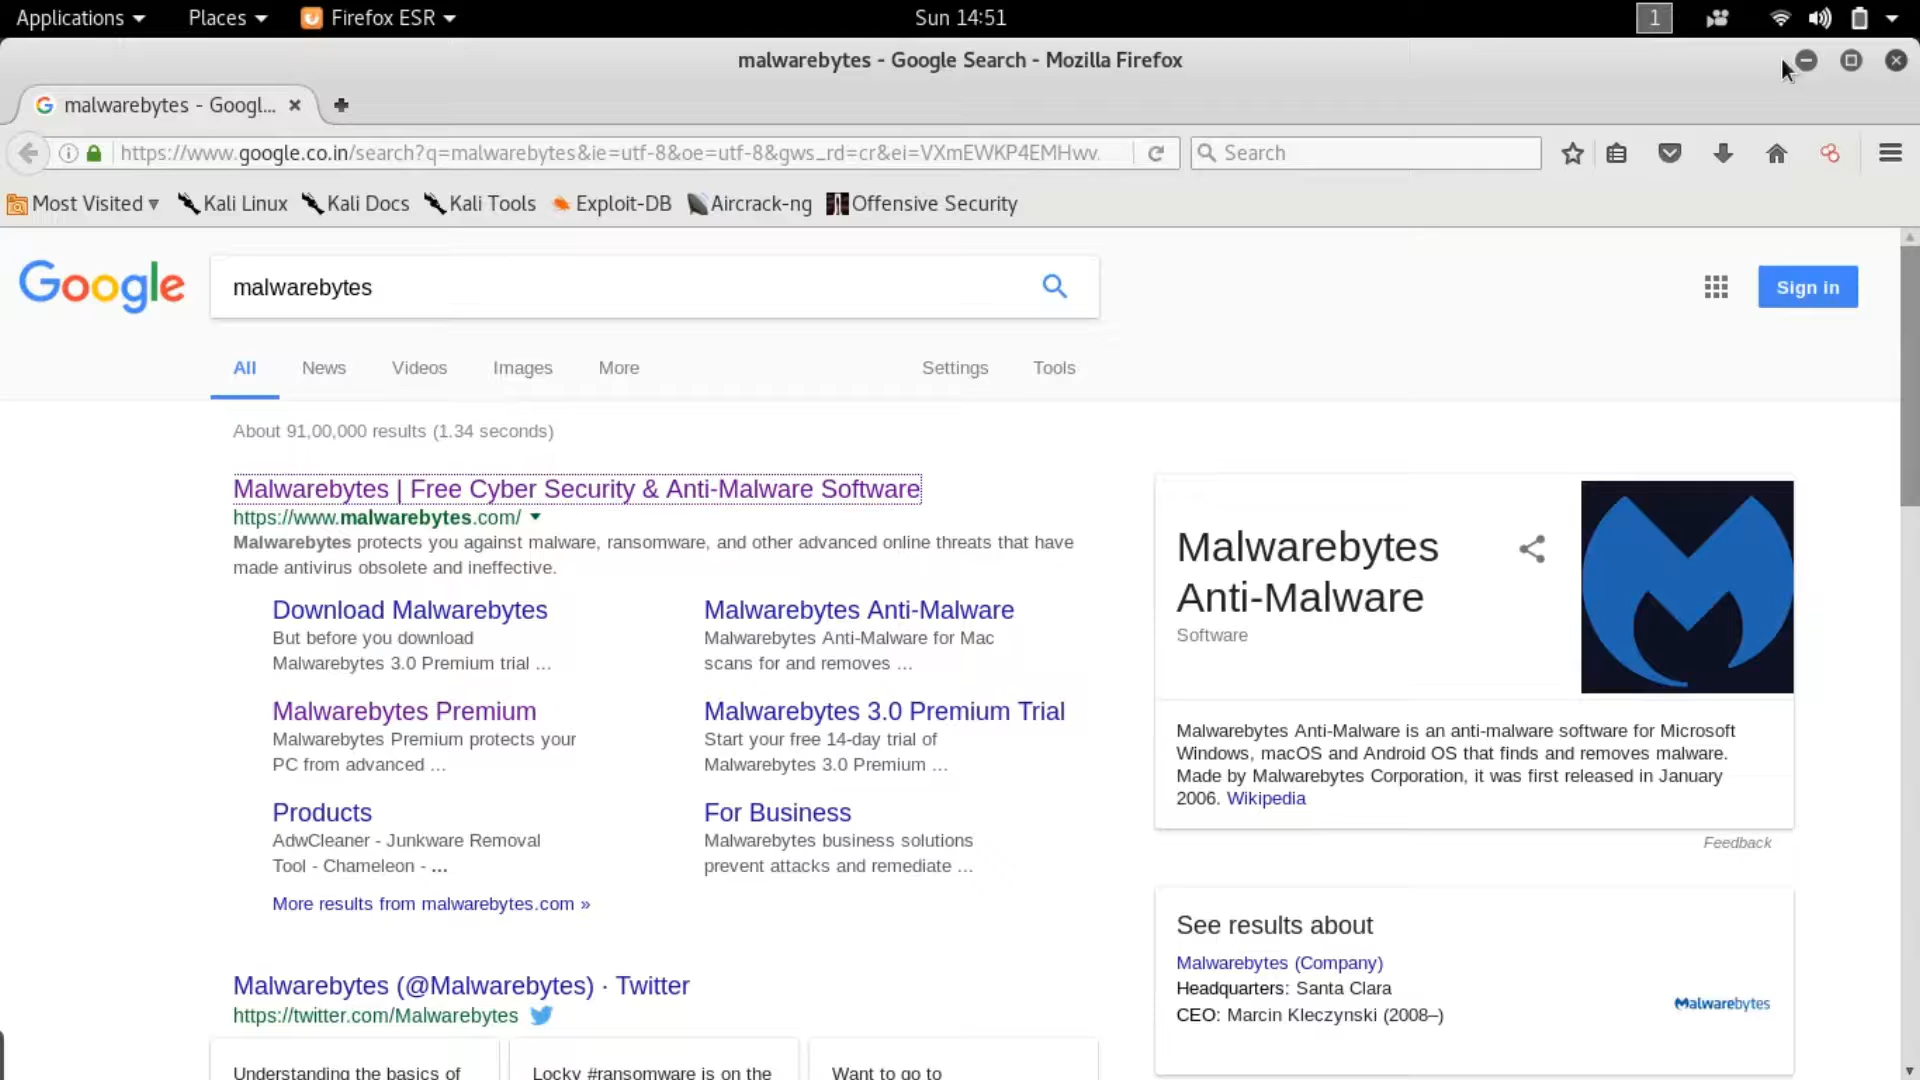 Applications Places Firefox ESR Sun 14:51 1
malwarebytes - Google Search - Mozilla Firefox
malwarebytes - Googl...
https://www.google.co.in/search?q=malwarebytes&ie=utf-8&oe=utf-8&gws_rd=cr&ei=VXmEWKP4EMHwv. Search
Most Visited Kali Linux Kali Docs Kali Tools Exploit-DB Aircrack-ng Offensive Security
Google malwarebytes Sign in
All News Videos Images More Settings Tools
About 91,00,000 results (1.34 seconds)
Malwarebytes | Free Cyber Security & Anti-Malware Software
https://www.malwarebytes.com/
Malwarebytes protects you against malware, ransomware, and other advanced online threats that have
made antivirus obsolete and ineffective.
Download Malwarebytes
But before you download
Malwarebytes 3.0 Premium trial ...
Malwarebytes Anti-Malware
Malwarebytes Anti-Malware for Mac
scans for and removes ...
Malwarebytes Premium
Malwarebytes Premium protects your
PC from advanced ...
Malwarebytes 3.0 Premium Trial
Start your free 14-day trial of
Malwarebytes 3.0 Premium ...
Products
AdwCleaner - Junkware Removal
Tool - Chameleon - ...
For Business
Malwarebytes business solutions
prevent attacks and remediate ...
More results from malwarebytes.com »
Malwarebytes (@Malwarebytes) · Twitter
https://twitter.com/Malwarebytes
Understanding the basics of
Locky #ransomware is on the
Want to go to
Malwarebytes
Anti-Malware
Software
Malwarebytes Anti-Malware is an anti-malware software for Microsoft
Windows, macOS and Android OS that finds and removes malware.
Made by Malwarebytes Corporation, it was first released in January
2006. Wikipedia
Feedback
See results about
Malwarebytes (Company)
Headquarters: Santa Clara
CEO: Marcin Kleczynski (2008–)
Malwarebytes